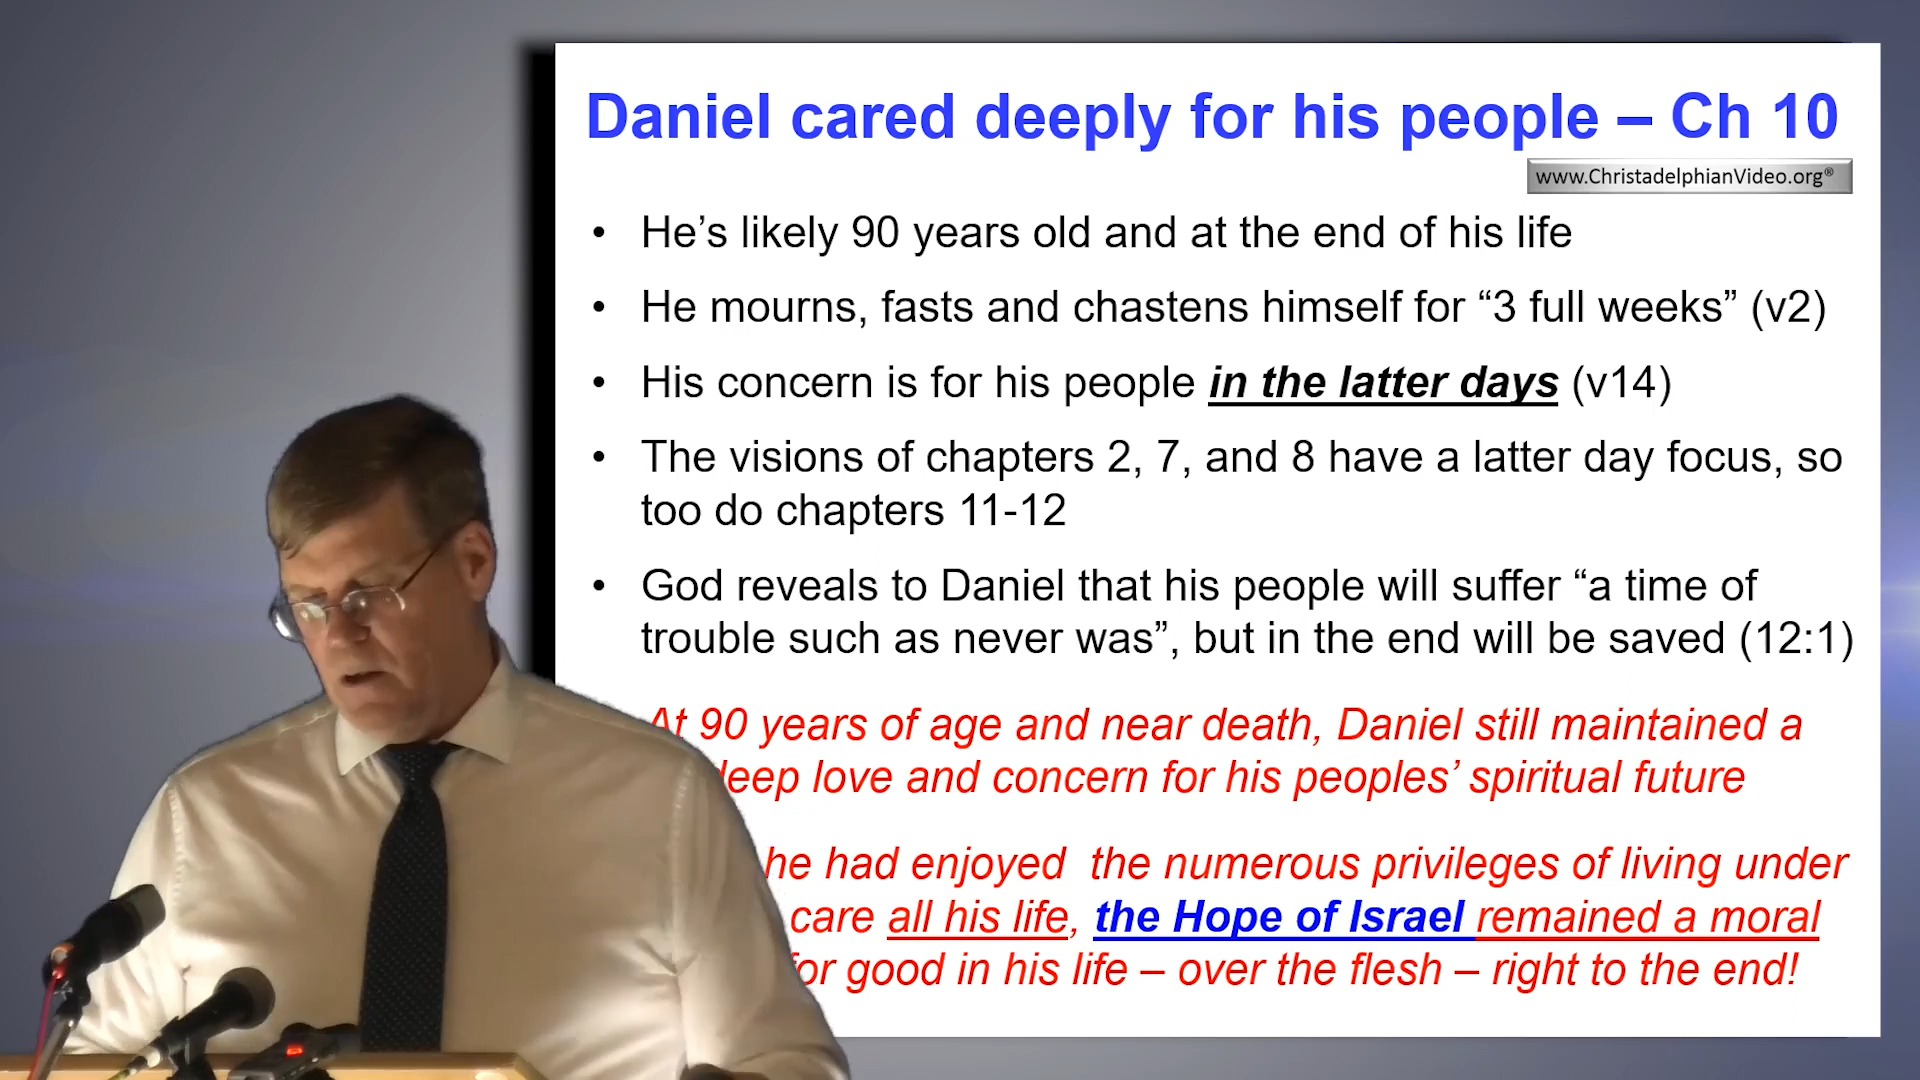 Daniel cared deeply for his people – Ch 10
www.ChristadelphianVideo.org®
• He’s likely 90 years old and at the end of his life
• He mourns, fasts and chastens himself for “3 full weeks” (v2)
• His concern is for his people in the latter days (v14)
• The visions of chapters 2, 7, and 8 have a latter day focus, so
too do chapters 11-12
• God reveals to Daniel that his people will suffer “a time of
trouble such as never was”, but in the end will be saved (12:1)
At 90 years of age and near death, Daniel still maintained a
deep love and concern for his peoples’ spiritual future
he had enjoyed the numerous privileges of living under
care all his life, the Hope of Israel remained a moral
for good in his life – over the flesh – right to the end!